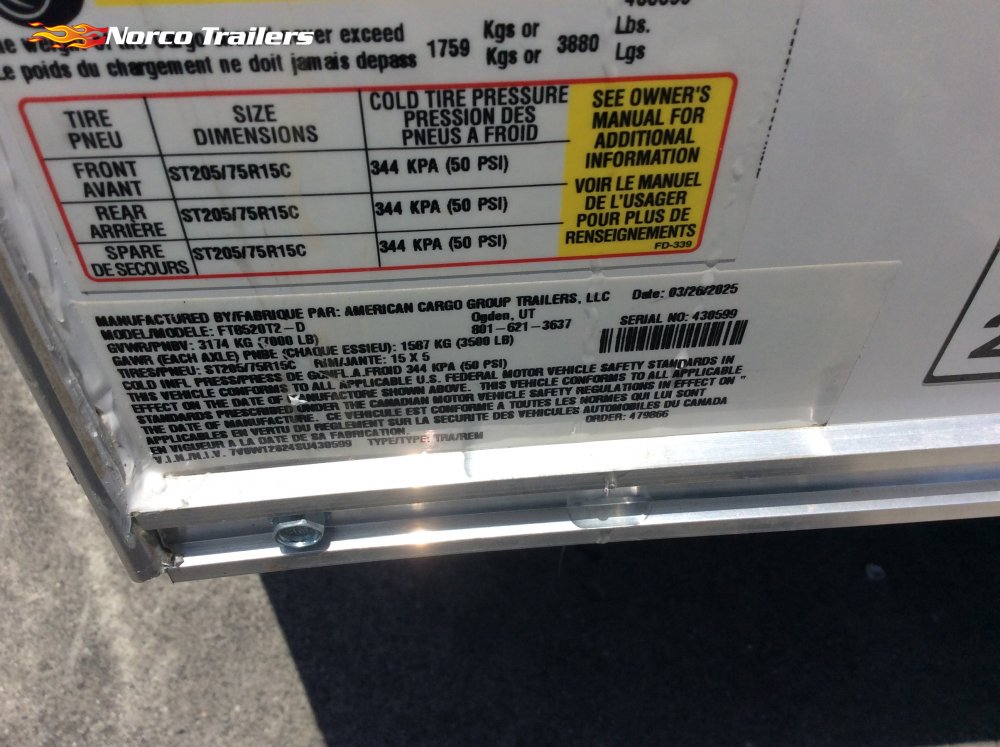 Norco Trailers
never exceed
Le poids du chargement ne doit jamais depass
1759 Kgs or 3880 Lbs.
Kgs or Lgs
TIRE
PNEU
SIZE
DIMENSIONS
COLD TIRE PRESSURE
PRESSION DES
PNEUS A FROID
FRONT
AVANT
ST205/75R15C
344 KPA (50 PSI)
REAR
ARRIÈRE
ST205/75R15C
344 KPA (50 PSI)
SPARE
DE SECOURS
ST205/75R15C
344 KPA (50 PSI)
SEE OWNER'S
MANUAL FOR
ADDITIONAL
INFORMATION
VOIR LE MANUEL
DE L'USAGER
POUR PLUS DE
RENSEIGNEMENTS
FD-339
MANUFACTURED BY/FABRIQUE PAR: AMERICAN CARGO GROUP TRAILERS, LLC Date: 03/26/2025
Ogden, UT
MODEL/MODELE: FT8520T2-D 801-621-3637 SERIAL NO: 430599
GVWR/PNBV: 3174 KG (7000 LB)
GAWR (EACH AXLE) PNBE (CHAQUE ESSIEU): 1587 KG (3500 LB)
TIRES/PNEU: ST205/75R15C RIM/JANTE: 15 X 5
COLD INFL PRESS/PRESS DE GONFL A FROID 344 KPA (50 PSI)
THIS VEHICLE CONFORMS TO ALL APPLICABLE U.S. FEDERAL MOTOR VEHICLE SAFETY STANDARDS IN
EFFECT ON THE DATE OF MANUFACTURE SHOWN ABOVE. THIS VEHICLE CONFORMS TO ALL APPLICABLE
STANDARDS PRESCRIBED UNDER THE CANADIAN MOTOR VEHICLE SAFETY REGULATIONS IN EFFECT ON "
THE DATE OF MANUFACTURE. CE VEHICULE EST CONFORME A TOUTES LES NORMES QUI LUI SONT
APPLICABLES EN VERTU DU REGLEMENT SUR LA SECURITE DES VEHICULES AUTOMOBILES DU CANADA
EN VIGUEUR A LA DATE DE SA FABRICATION. ORDER: 479866
V.I.N./N.I.V. TYPE/TYPE: TRA/REM